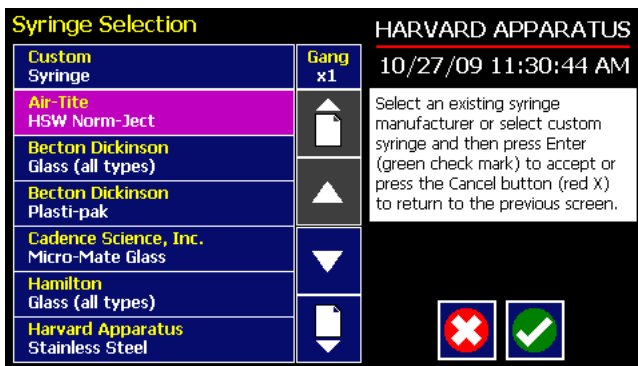 Syringe Selection
Custom
Syringe
Gang
x1
Air-Tite
HSW Norm-Ject
Becton Dickinson
Glass (all types)
Becton Dickinson
Plasti-pak
Cadence Science, Inc.
Micro-Mate Glass
Hamilton
Glass (all types)
Harvard Apparatus
Stainless Steel
HARVARD APPARATUS
10/27/09 11:30:44 AM
Select an existing syringe
manufacturer or select custom
syringe and then press Enter
(green check mark) to accept or
press the Cancel button (red X)
to return to the previous screen.